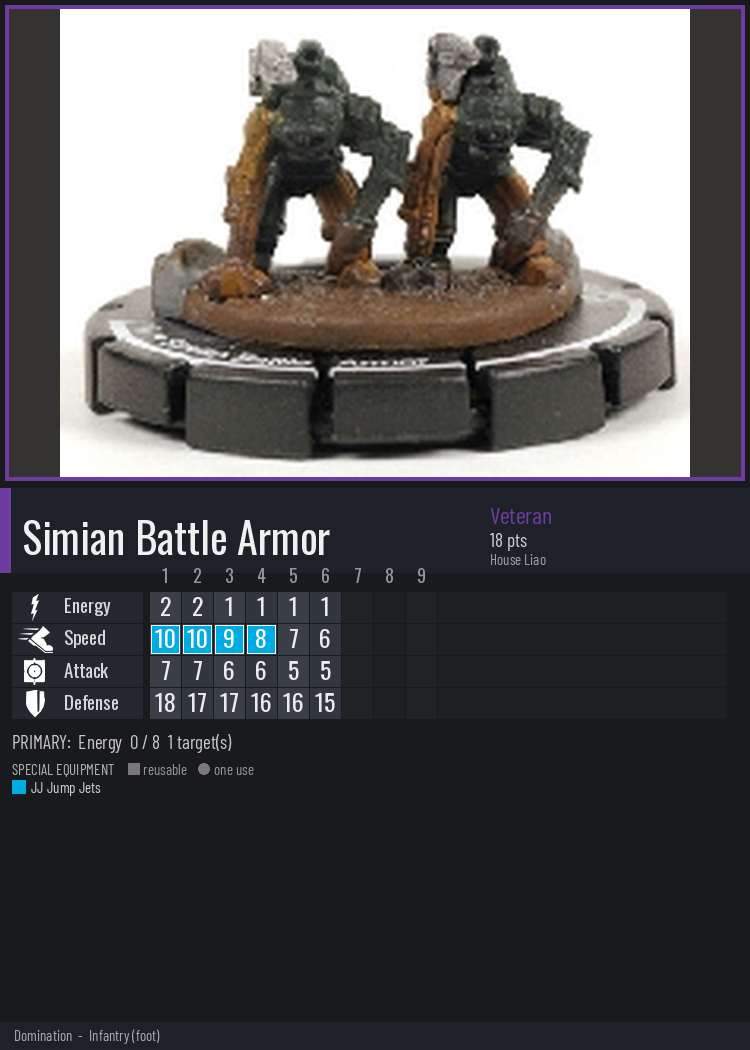 Battle Armor
Simian Battle Armor
Veteran
18 pts
House Liao
1 2 3 4 5 6 7 8 9
Energy 2 2 1 1 1 1
Speed 10 10 9 8 7 6
Attack 7 7 6 6 5 5
Defense 18 17 17 16 16 15
PRIMARY: Energy 0 / 8 1 target(s)
SPECIAL EQUIPMENT reusable one use
JJ Jump Jets
Domination - Infantry (foot)